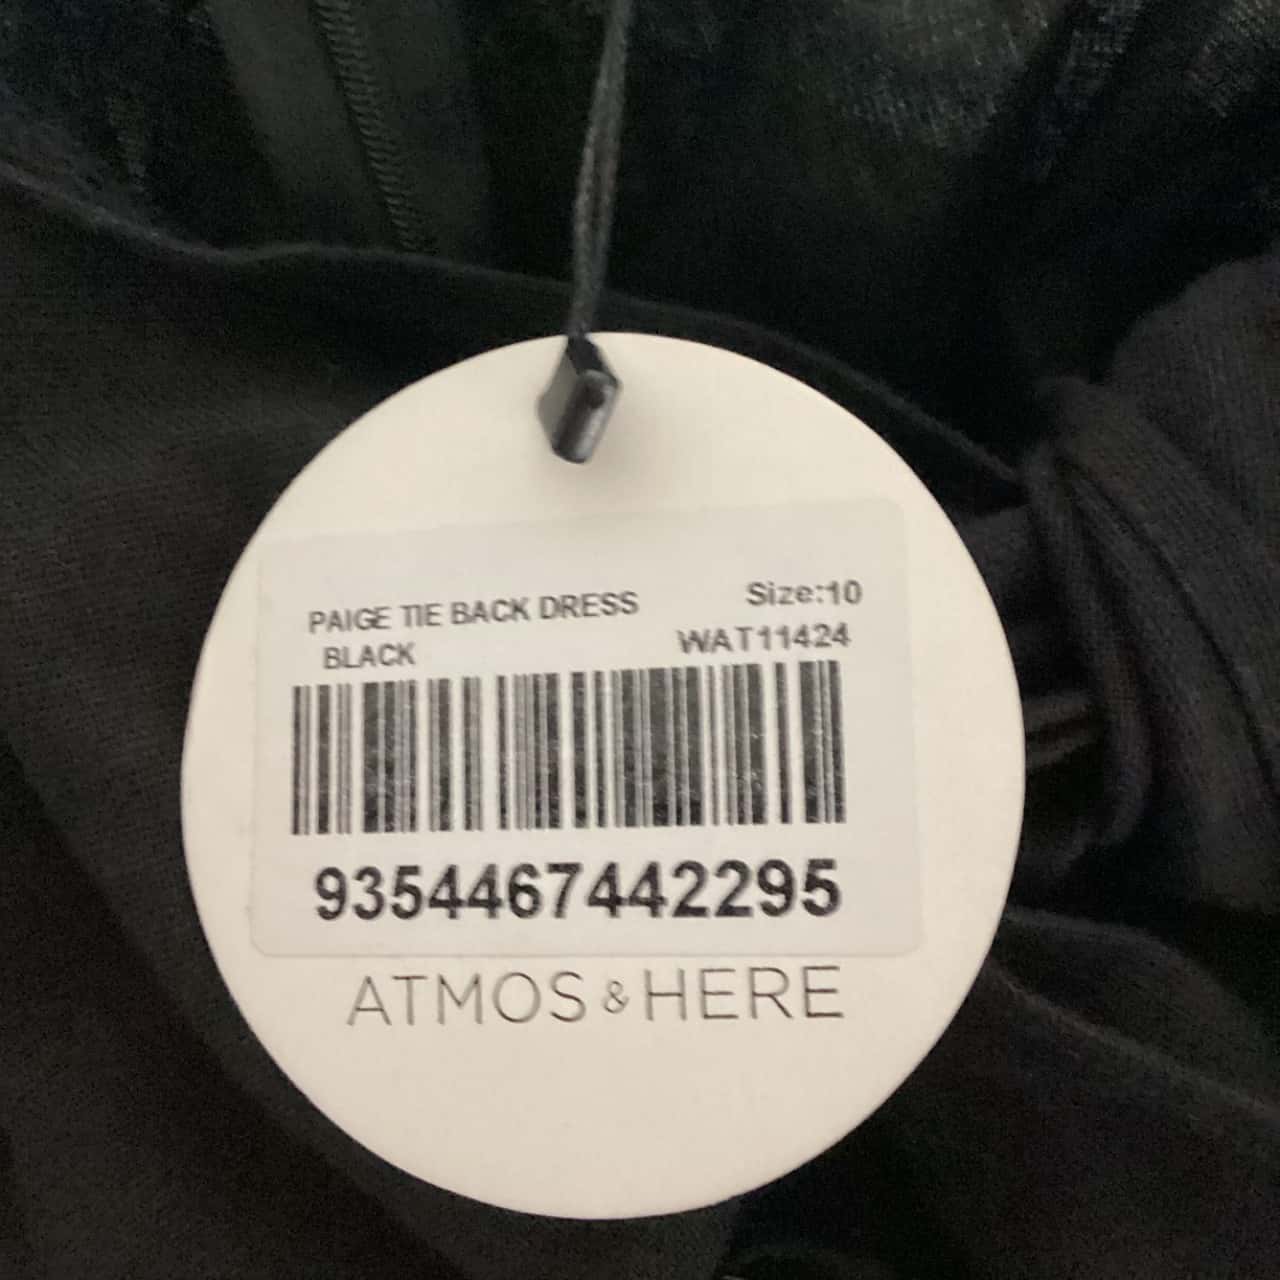 PAIGE TIE BACK DRESS Size:10
BLACK WAT11424
9354467442295
ATMOS & HERE